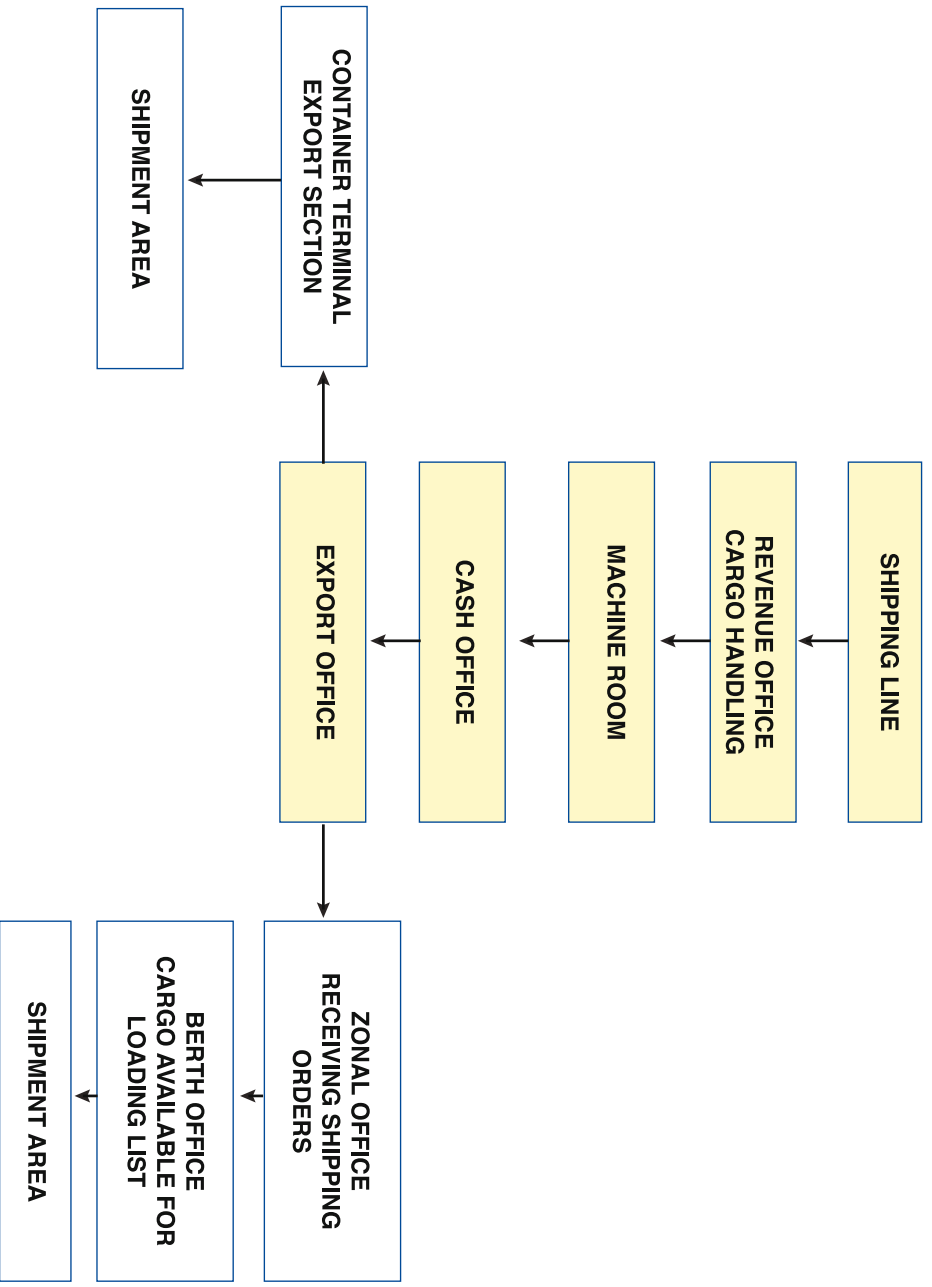 SHIPPING LINE
REVENUE OFFICE
CARGO HANDLING
MACHINE ROOM
CASH OFFICE
EXPORT OFFICE
CONTAINER TERMINAL
EXPORT SECTION
SHIPMENT AREA
ZONAL OFFICE
RECEIVING SHIPPING
ORDERS
BERTH OFFICE
CARGO AVAILABLE FOR
LOADING LIST
SHIPMENT AREA